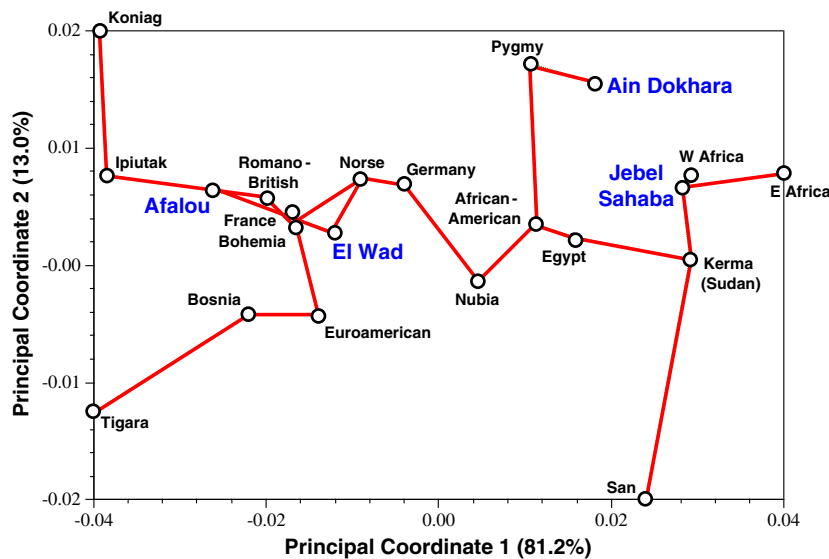 Koniag
0.02
Pygmy
Ain Dokhara
0.01
Ipiutak
Romano-
British
Norse
Germany
W Africa
Jebel
Sahaba
E Africa
Afalou
France
Bohemia
El Wad
African-
American
Egypt
Kerma
(Sudan)
-0.00
Nubia
Bosnia
Euroamerican
-0.01
Tigara
San
-0.02
-0.04
-0.02
0.00
0.02
0.04
Principal Coordinate 1 (81.2%)
Principal Coordinate 2 (13.0%)